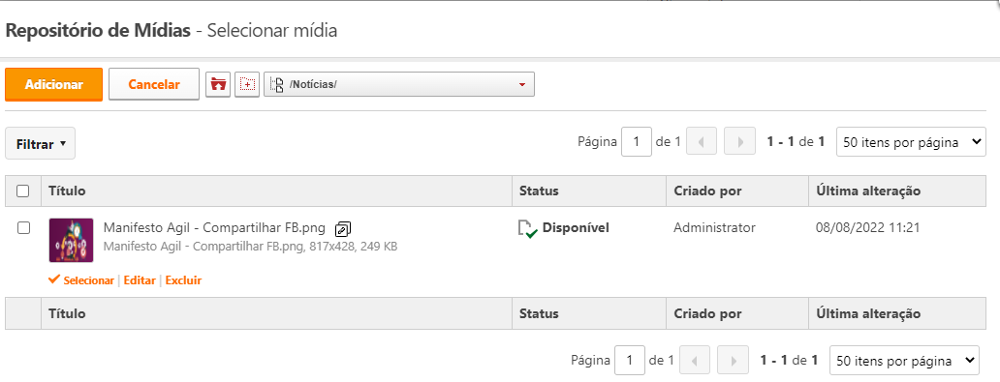 Repositório de Mídias - Selecionar mídia
Adicionar Cancelar /Notícias/
Filtrar Página 1 de 1 1 - 1 de 1 50 itens por página
Título Status Criado por Última alteração
Manifesto Agil - Compartilhar FB.png Disponível Administrator 08/08/2022 11:21
Manifesto Agil - Compartilhar FB.png, 817x428, 249 KB
Selecionar | Editar | Excluir
Título Status Criado por Última alteração
Página 1 de 1 1 - 1 de 1 50 itens por página